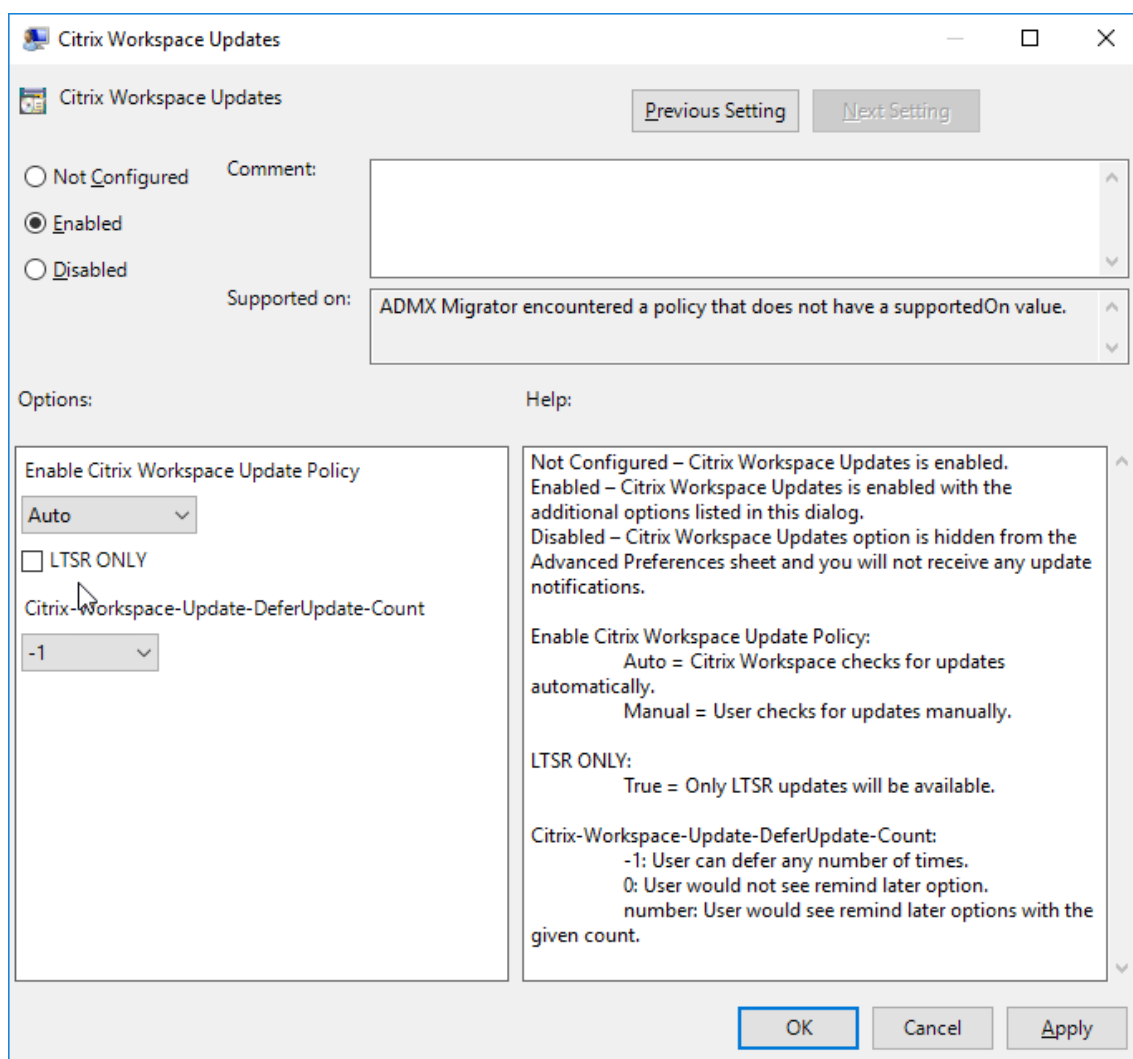 Citrix Workspace Updates
Citrix Workspace Updates
Previous Setting
Next Setting
Not Configured
Comment:
Enabled
Disabled
Supported on:
ADMX Migrator encountered a policy that does not have a supportedOn value.
Options:
Help:
Enable Citrix Workspace Update Policy
Auto
LTSR ONLY
Citrix-Workspace-Update-DeferUpdate-Count
-1
Not Configured – Citrix Workspace Updates is enabled.
Enabled – Citrix Workspace Updates is enabled with the
additional options listed in this dialog.
Disabled – Citrix Workspace Updates option is hidden from the
Advanced Preferences sheet and you will not receive any update
notifications.
Enable Citrix Workspace Update Policy:
Auto = Citrix Workspace checks for updates
automatically.
Manual = User checks for updates manually.
LTSR ONLY:
True = Only LTSR updates will be available.
Citrix-Workspace-Update-DeferUpdate-Count:
-1: User can defer any number of times.
0: User would not see remind later option.
number: User would see remind later options with the
given count.
OK
Cancel
Apply